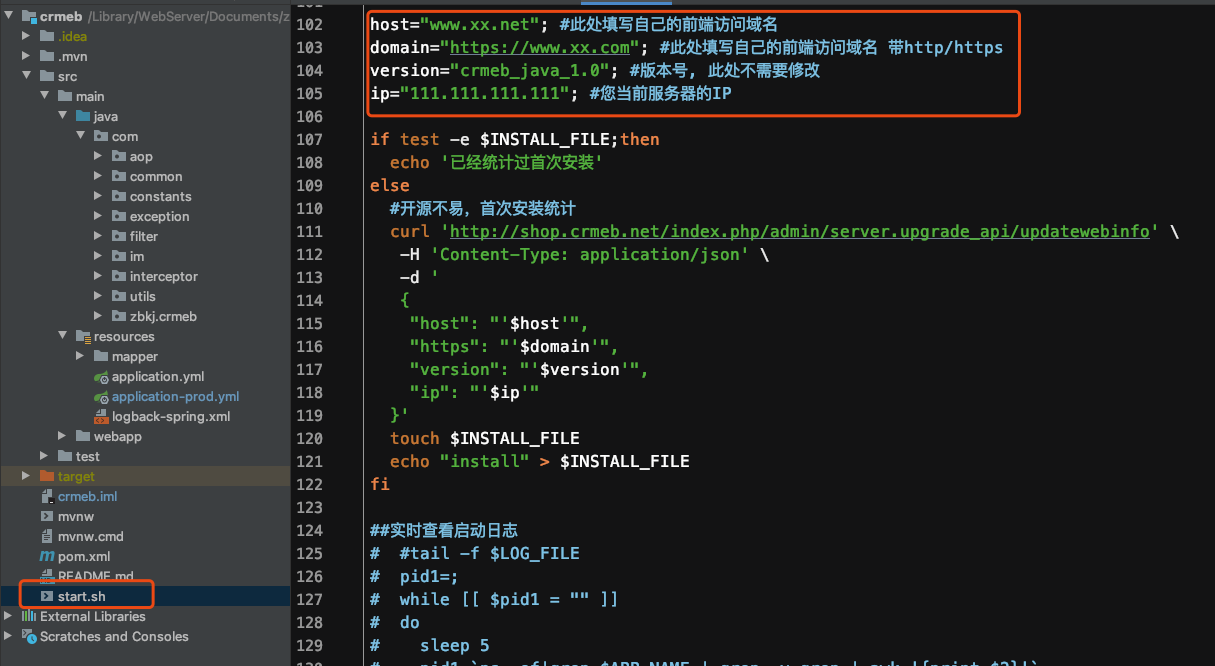 crmeb /Library/WebServer/Documents/z
.idea
.mvn
src
main
java
com
aop
common
constants
exception
filter
im
interceptor
utils
zbkj.crmeb
resources
mapper
application.yml
application-prod.yml
logback-spring.xml
webapp
test
target
crmeb.iml
mvnw
mvnw.cmd
pom.xml
README.md
start.sh
External Libraries
Scratches and Consoles
102 host="www.xx.net"; #此处填写自己的前端访问域名
103 domain="https://www.xx.com"; #此处填写自己的前端访问域名 带http/https
104 version="crmeb_java_1.0"; #版本号, 此处不需要修改
105 ip="111.111.111.111"; #您当前服务器的IP
106
107 if test -e $INSTALL_FILE;then
108 echo '已经统计过首次安装'
109 else
110 #开源不易，首次安装统计
111 curl 'http://shop.crmeb.net/index.php/admin/server.upgrade_api/updatewebinfo' \
112 -H 'Content-Type: application/json' \
113 -d '
114 {
115 "host": "'$host'",
116 "https": "'$domain'",
117 "version": "'$version'",
118 "ip": "'$ip'"
119 }'
120 touch $INSTALL_FILE
121 echo "install" > $INSTALL_FILE
122 fi
123
124 ##实时查看启动日志
125 # #tail -f $LOG_FILE
126 # pid1=;
127 # while [[ $pid1 = "" ]]
128 # do
129 # sleep 5